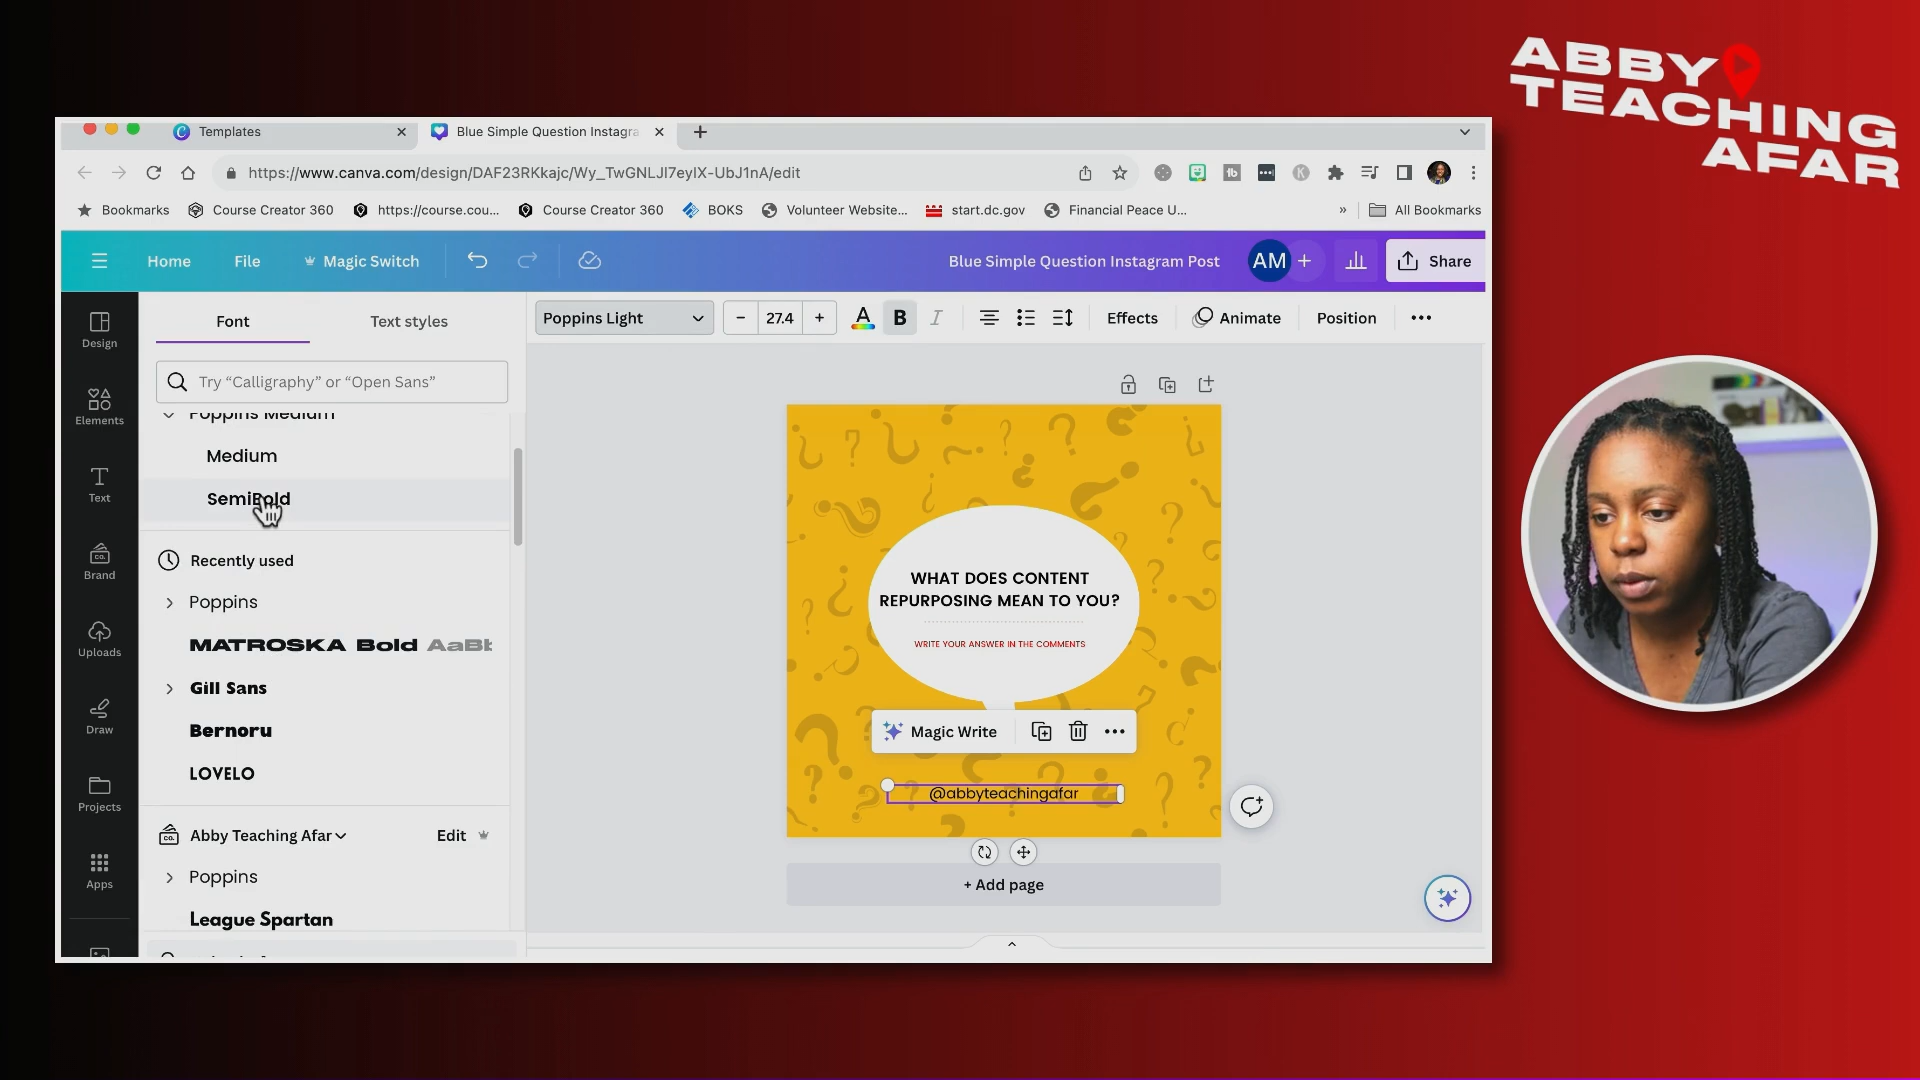 ABBY
TEACHING
AFAR
Templates
Blue Simple Question Instagra
https://www.canva.com/design/DAF23RKkajc/Wy_TwGNLJl7eylX-UbJ1nA/edit
Bookmarks
Course Creator 360
https://course.cou...
Course Creator 360
BOKS
Volunteer Website...
start.dc.gov
Financial Peace U...
»
All Bookmarks
Home
File
Magic Switch
Blue Simple Question Instagram Post
AM
+
Share
Design
Elements
Text
Brand
Uploads
Draw
Projects
Apps
Font
Text styles
Try “Calligraphy” or “Open Sans”
Poppins Medium
Medium
SemiBold
Recently used
Poppins
MATROSKA Bold AaBb
Gill Sans
Bernoru
LOVELO
Abby Teaching Afar
Edit
Poppins
League Spartan
Poppins Light
– 27.4 +
A
B
I
Effects
Animate
Position
WHAT DOES CONTENT
REPURPOSING MEAN TO YOU?
WRITE YOUR ANSWER IN THE COMMENTS
Magic Write
@abbyteachingafar
+ Add page